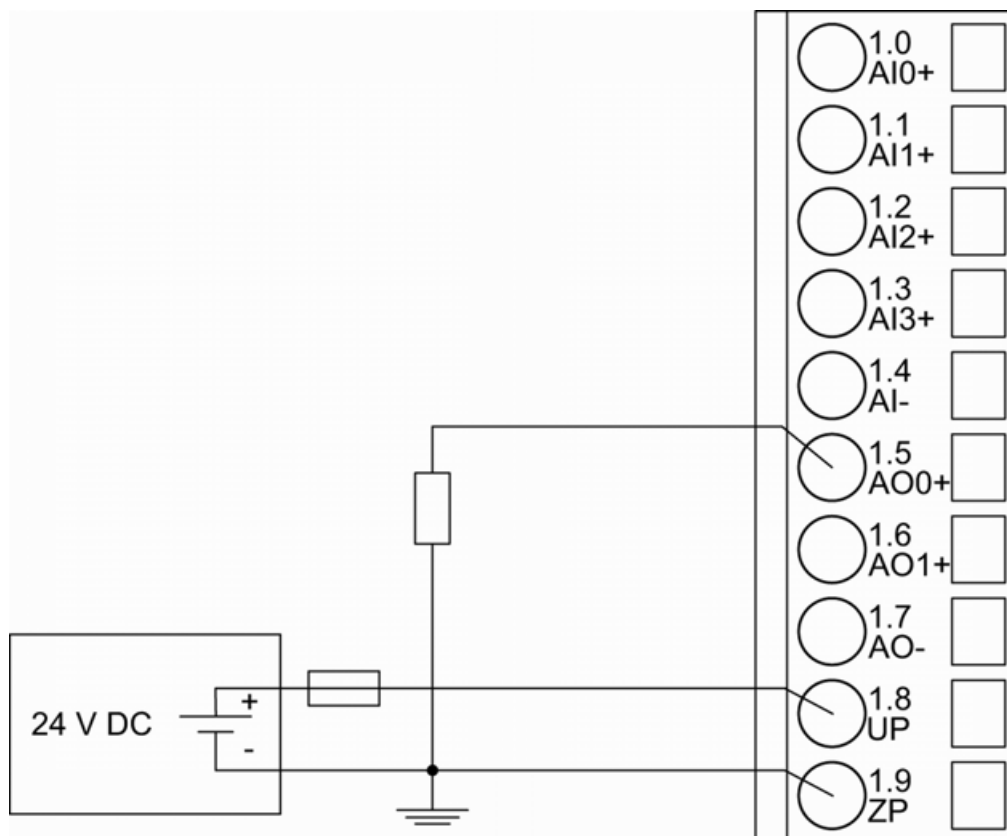 1.0
AI0+
1.1
AI1+
1.2
AI2+
1.3
AI3+
1.4
AI-
1.5
AO0+
1.6
AO1+
1.7
AO-
1.8
UP
1.9
ZP
24 V DC
+
-